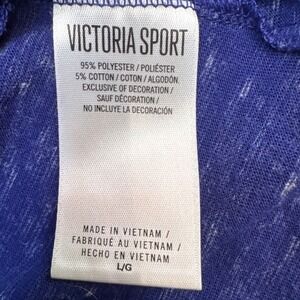 VICTORIA SPORT
95% POLYESTER / POLIÉSTER
5% COTTON / COTON / ALGODÓN
EXCLUSIVE OF DECORATION /
SAUF DÉCORATION /
NO INCLUYE LA DECORACIÓN
MADE IN VIETNAM /
FABRIQUÉ AU VIETNAM /
HECHO EN VIETNAM
L/G